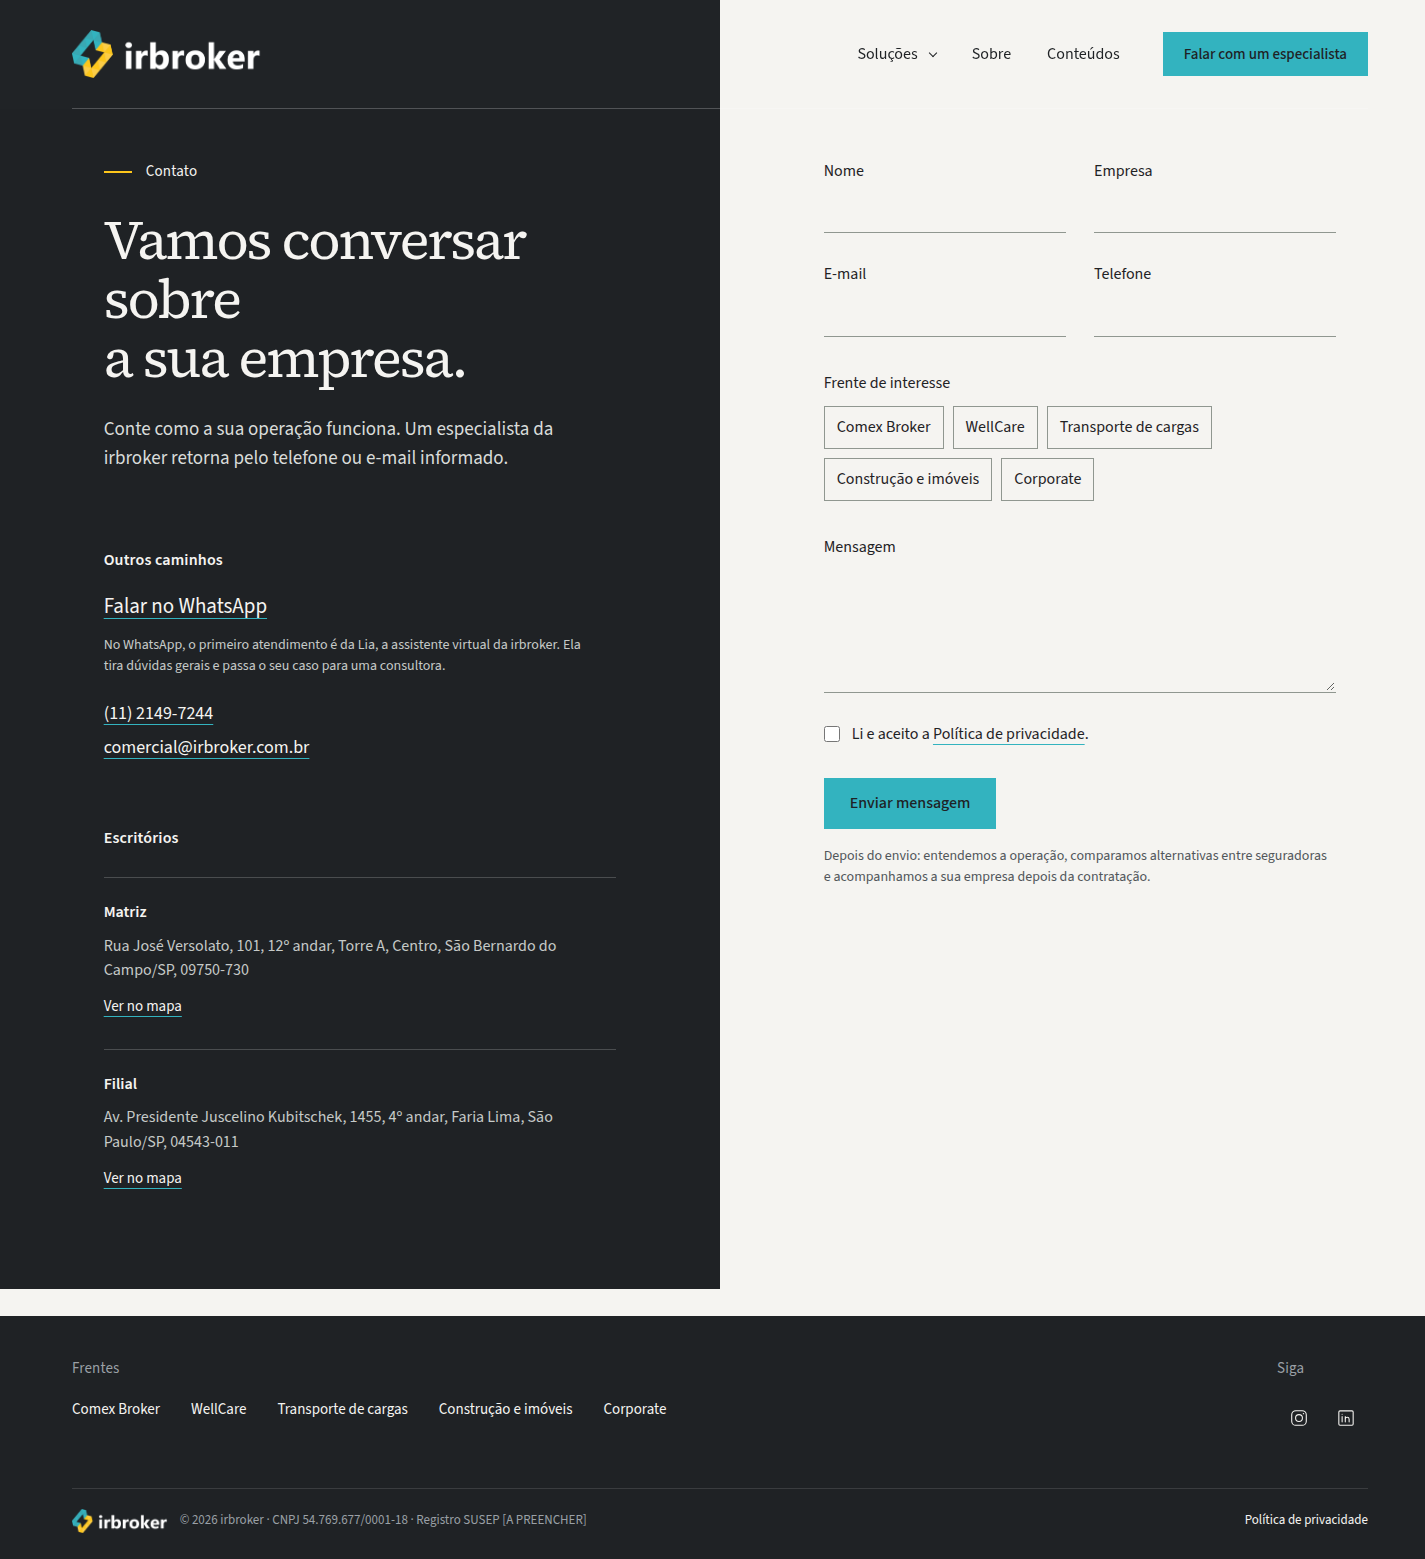 irbroker
Soluções
Sobre
Conteúdos
Falar com um especialista
Contato
Vamos conversar
sobre
a sua empresa.
Conte como a sua operação funciona. Um especialista da
irbroker retorna pelo telefone ou e-mail informado.
Outros caminhos
Falar no WhatsApp
No WhatsApp, o primeiro atendimento é da Lia, a assistente virtual da irbroker. Ela
tira dúvidas gerais e passa o seu caso para uma consultora.
(11) 2149-7244
comercial@irbroker.com.br
Escritórios
Matriz
Rua José Versolato, 101, 12º andar, Torre A, Centro, São Bernardo do
Campo/SP, 09750-730
Ver no mapa
Filial
Av. Presidente Juscelino Kubitschek, 1455, 4º andar, Faria Lima, São
Paulo/SP, 04543-011
Ver no mapa
Nome
Empresa
E-mail
Telefone
Frente de interesse
Comex Broker
WellCare
Transporte de cargas
Construção e imóveis
Corporate
Mensagem
Li e aceito a Política de privacidade.
Enviar mensagem
Depois do envio: entendemos a operação, comparamos alternativas entre seguradoras
e acompanhamos a sua empresa depois da contratação.
Frentes
Comex Broker
WellCare
Transporte de cargas
Construção e imóveis
Corporate
Siga
irbroker
© 2026 irbroker · CNPJ 54.769.677/0001-18 · Registro SUSEP [A PREENCHER]
Política de privacidade